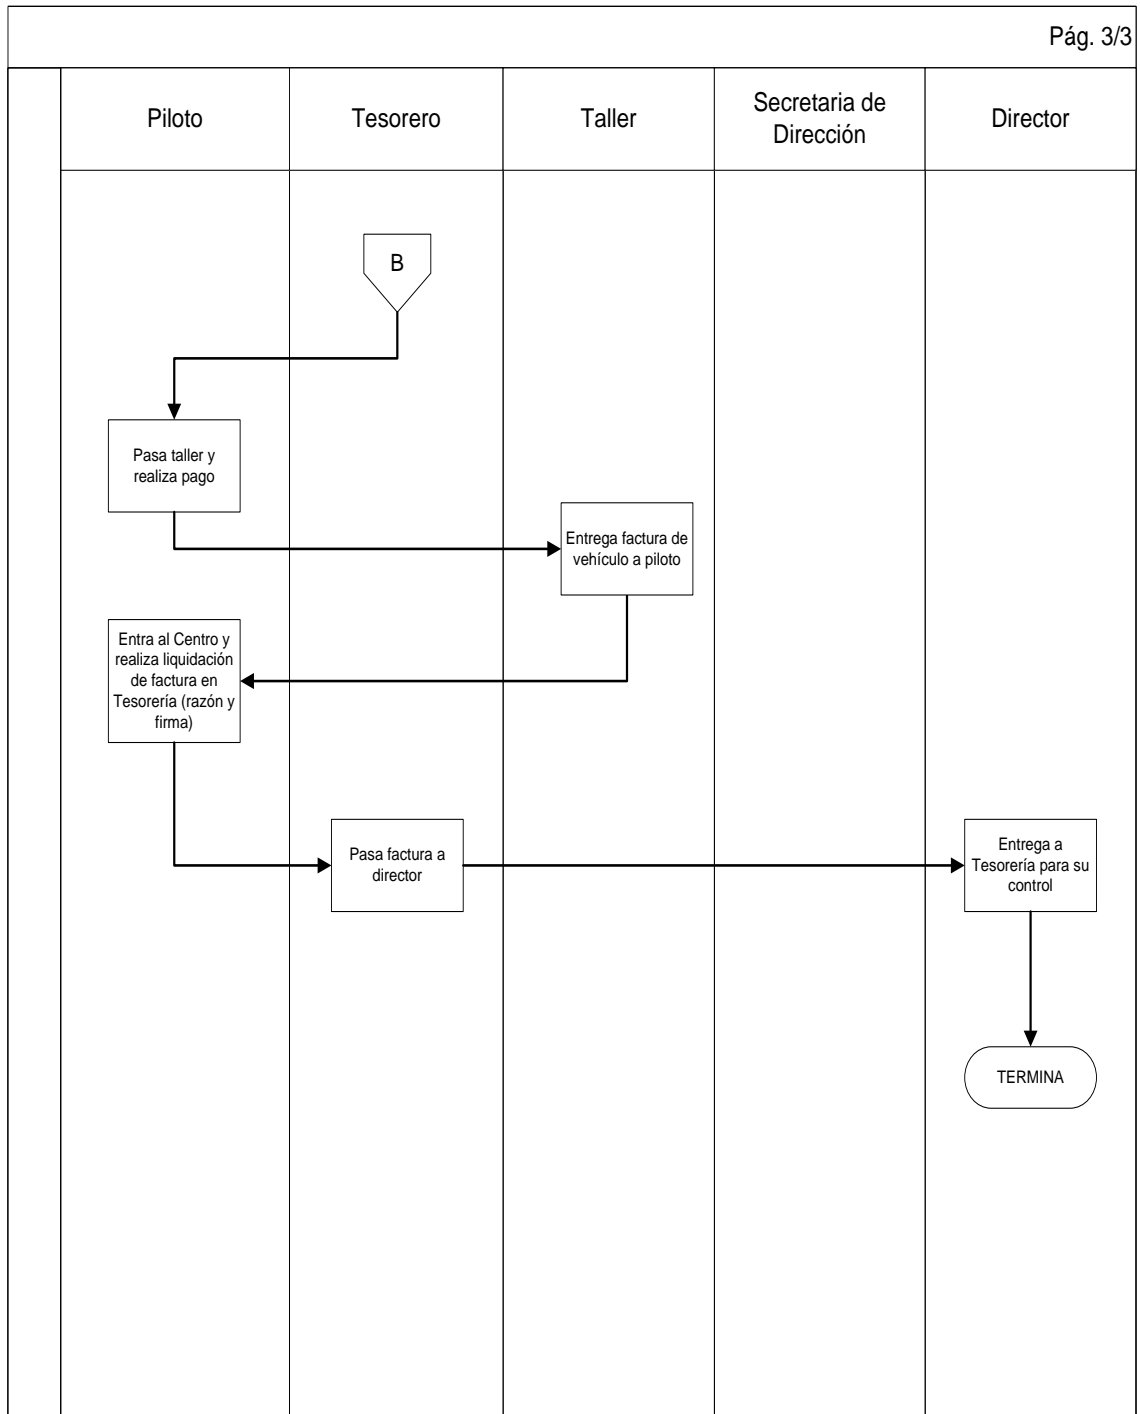 Pág. 3/3
Piloto
Tesorero
Taller
Secretaria de
Dirección
Director
B
Pasa taller y
realiza pago
Entrega factura de
vehículo a piloto
Entra al Centro y
realiza liquidación
de factura en
Tesorería (razón y
firma)
Pasa factura a
director
Entrega a
Tesorería para su
control
TERMINA